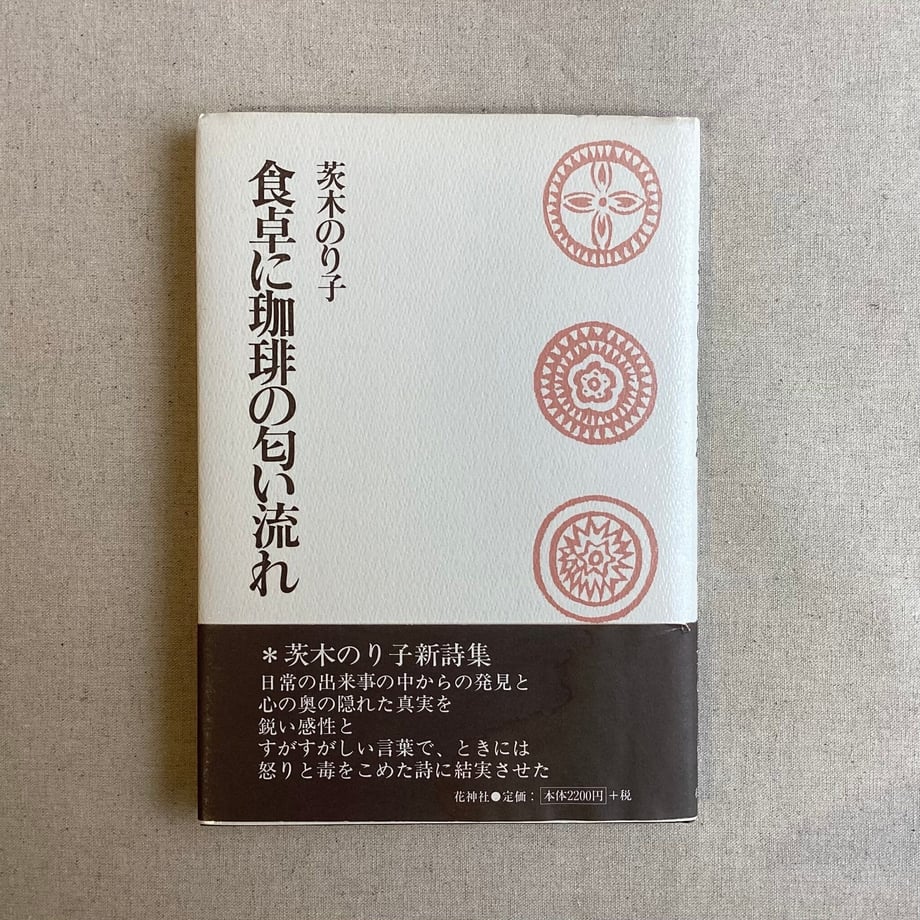 茨木のり子
食卓に珈琲の匂い流れ
＊茨木のり子新詩集
日常の出来事の中からの発見と
心の奥の隠れた真実を
鋭い感性と
すがすがしい言葉で、ときには
怒りと毒をこめた詩に結実させた
花神社●定価：本体2200円＋税